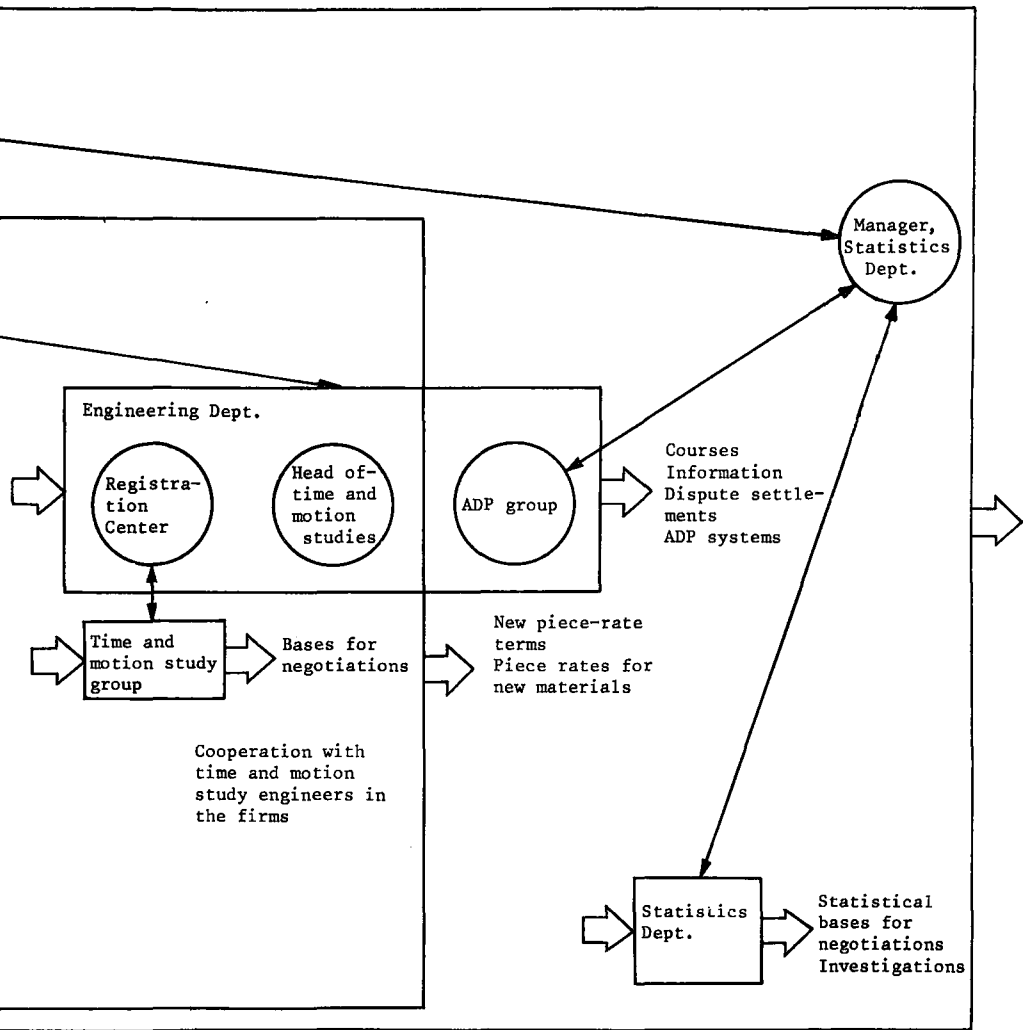 Manager,
Statistics
Dept.
Engineering Dept.
Registra-
tion
Center
Head of-
time and
motion
studies
ADP group
Courses
Information
Dispute settle-
ments
ADP systems
Time and
motion study
group
Bases for
negotiations
New piece-rate
terms
Piece rates for
new materials
Cooperation with
time and motion
study engineers in
the firms
Statistics
Dept.
Statistical
bases for
negotiations
Investigations